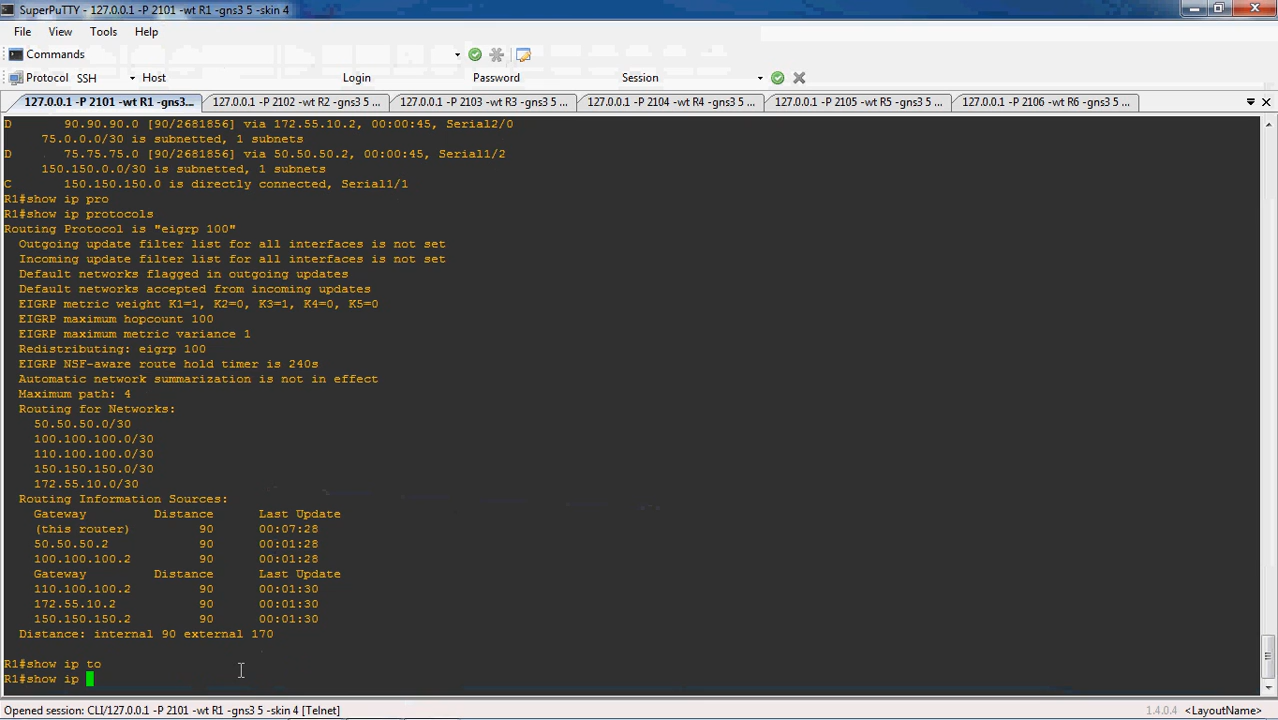 SuperPuTTY - 127.0.0.1 -P 2101 -wt R1 -gns3 5 -skin 4
File View Tools Help
Commands
Protocol SSH Host Login Password Session
127.0.0.1 -P 2101 -wt R1 -gns3... 127.0.0.1 -P 2102 -wt R2 -gns3 5 ... 127.0.0.1 -P 2103 -wt R3 -gns3 5 ... 127.0.0.1 -P 2104 -wt R4 -gns3 5 ... 127.0.0.1 -P 2105 -wt R5 -gns3 5 ... 127.0.0.1 -P 2106 -wt R6 -gns3 5 ...
D 90.90.90.0 [90/2681856] via 172.55.10.2, 00:00:45, Serial2/0
75.0.0.0/30 is subnetted, 1 subnets
D 75.75.75.0 [90/2681856] via 50.50.50.2, 00:00:45, Serial1/2
150.150.0.0/30 is subnetted, 1 subnets
C 150.150.150.0 is directly connected, Serial1/1
R1#show ip pro
R1#show ip protocols
Routing Protocol is "eigrp 100"
Outgoing update filter list for all interfaces is not set
Incoming update filter list for all interfaces is not set
Default networks flagged in outgoing updates
Default networks accepted from incoming updates
EIGRP metric weight K1=1, K2=0, K3=1, K4=0, K5=0
EIGRP maximum hopcount 100
EIGRP maximum metric variance 1
Redistributing: eigrp 100
EIGRP NSF-aware route hold timer is 240s
Automatic network summarization is not in effect
Maximum path: 4
Routing for Networks:
50.50.50.0/30
100.100.100.0/30
110.100.100.0/30
150.150.150.0/30
172.55.10.0/30
Routing Information Sources:
Gateway Distance Last Update
(this router) 90 00:07:28
50.50.50.2 90 00:01:28
100.100.100.2 90 00:01:28
Gateway Distance Last Update
110.100.100.2 90 00:01:30
172.55.10.2 90 00:01:30
150.150.150.2 90 00:01:30
Distance: internal 90 external 170
R1#show ip to
R1#show ip
Opened session: CLI/127.0.0.1 -P 2101 -wt R1 -gns3 5 -skin 4 [Telnet] 1.4.0.4 <LayoutName>